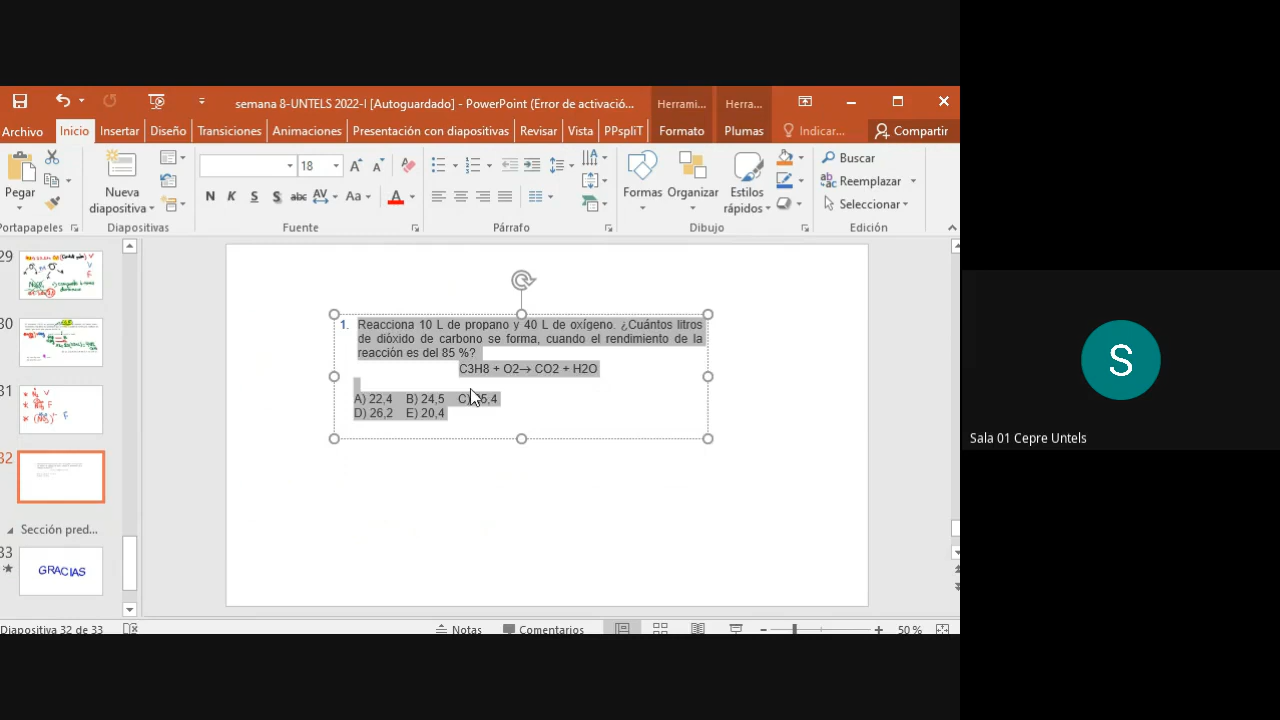 semana 8-UNTELS 2022-I [Autoguardado] - PowerPoint (Error de activació...
Herrami...
Herra...
Archivo
Inicio
Insertar
Diseño
Transiciones
Animaciones
Presentación con diapositivas
Revisar
Vista
PPspliT
Formato
Plumas
Indicar...
Compartir
Pegar
Nueva
diapositiva
18
N K S S abc AV Aa A
Formas
Organizar
Estilos
rápidos
Buscar
Reemplazar
Seleccionar
Portapapeles
Diapositivas
Fuente
Párrafo
Dibujo
Edición
29
30
31
32
Sección pred...
33
GRACIAS
1. Reacciona 10 L de propano y 40 L de oxígeno. ¿Cuántos litros
de dióxido de carbono se forma, cuando el rendimiento de la
reacción es del 85 %?
C3H8 + O2→ CO2 + H2O
A) 22,4 B) 24,5 C) 5,4
D) 26,2 E) 20,4
Diapositiva 32 de 33
Notas
Comentarios
50 %
S
Sala 01 Cepre Untels